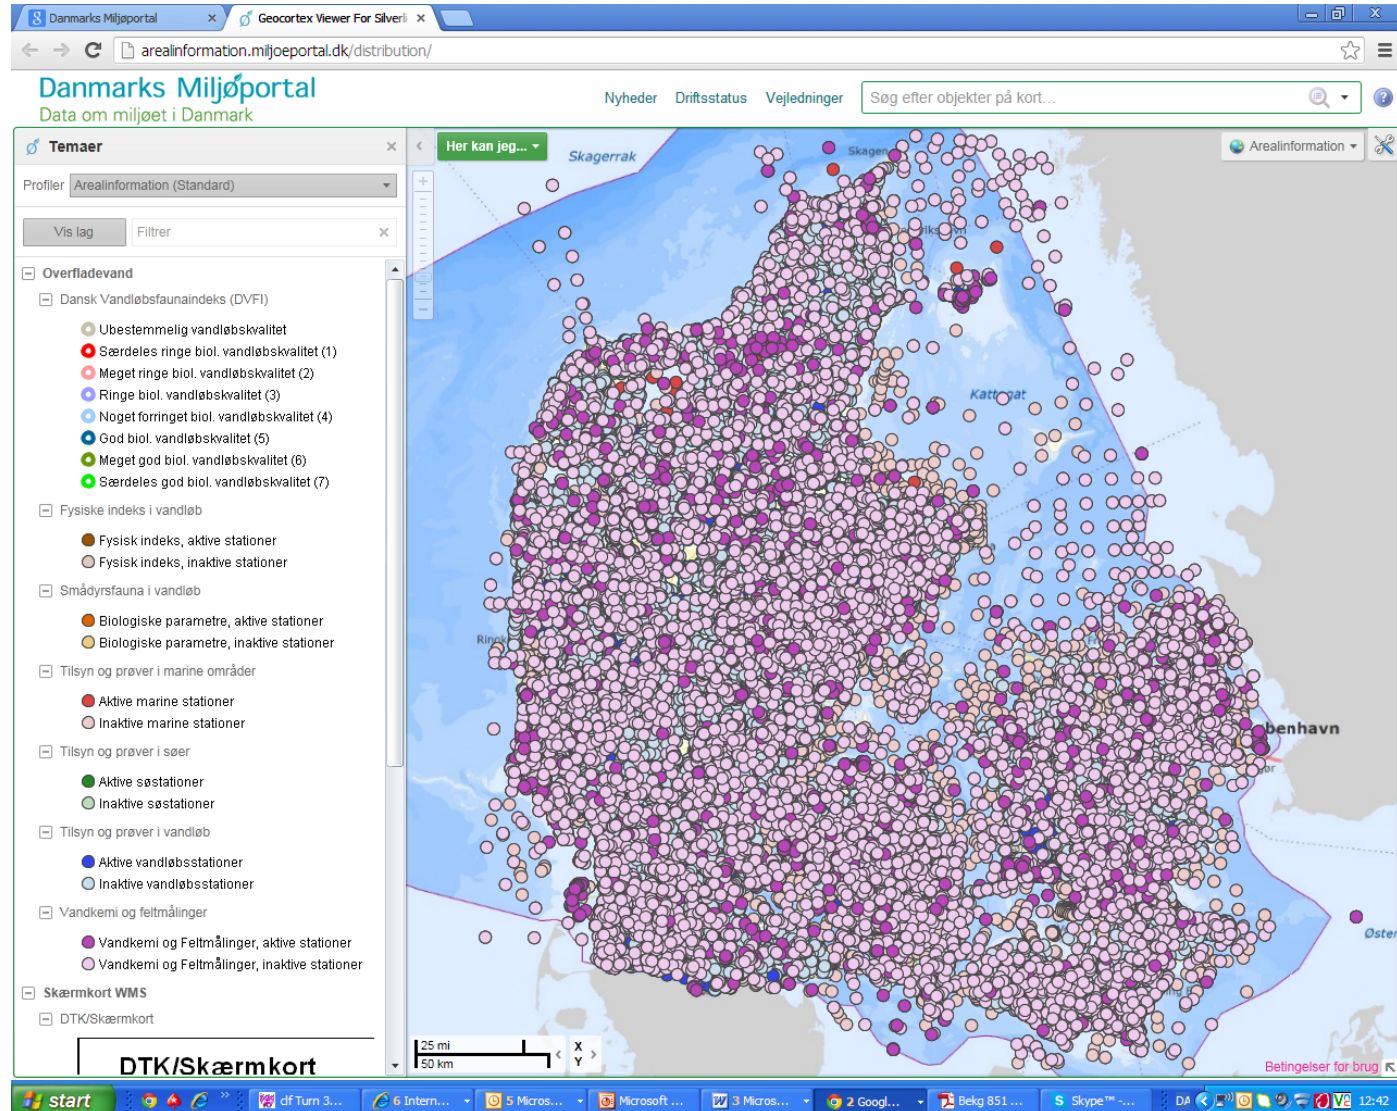 Danmarks Miljøportal
Geocortex Viewer For Silverli
arealinformation.miljoeportal.dk/distribution/
Danmarks Miljøportal
Data om miljøet i Danmark
Nyheder
Driftsstatus
Vejledninger
Søg efter objekter på kort...
Temaer
Profiler
Arealinformation (Standard)
Vis lag
Filtrer
Overfladevand
Dansk Vandløbsfaunaindeks (DVFI)
Ubestemmelig vandløbskvalitet
Særdeles ringe biol. vandløbskvalitet (1)
Meget ringe biol. vandløbskvalitet (2)
Ringe biol. vandløbskvalitet (3)
Noget forringet biol. vandløbskvalitet (4)
God biol. vandløbskvalitet (5)
Meget god biol. vandløbskvalitet (6)
Særdeles god biol. vandløbskvalitet (7)
Fysiske indeks i vandløb
Fysisk indeks, aktive stationer
Fysisk indeks, inaktive stationer
Smådyrsfauna i vandløb
Biologiske parametre, aktive stationer
Biologiske parametre, inaktive stationer
Tilsyn og prøver i marine områder
Aktive marine stationer
Inaktive marine stationer
Tilsyn og prøver i søer
Aktive søstationer
Inaktive søstationer
Tilsyn og prøver i vandløb
Aktive vandløbsstationer
Inaktive vandløbsstationer
Vandkemi og feltmålinger
Vandkemi og Feltmålinger, aktive stationer
Vandkemi og Feltmålinger, inaktive stationer
Skærmkort WMS
DTK/Skærmkort
DTK/Skærmkort
Her kan jeg...
Arealinformation
Skagerrak
Skagen
Kattegat
benhavn
Øster
25 mi
50 km
X
Y
Betingelser for brug
start
df Turn 3...
6 Intern...
5 Micros...
Microsoft ...
3 Micros...
2 Googl...
Bekg 851 ...
Skype™ -...
DA
12:42